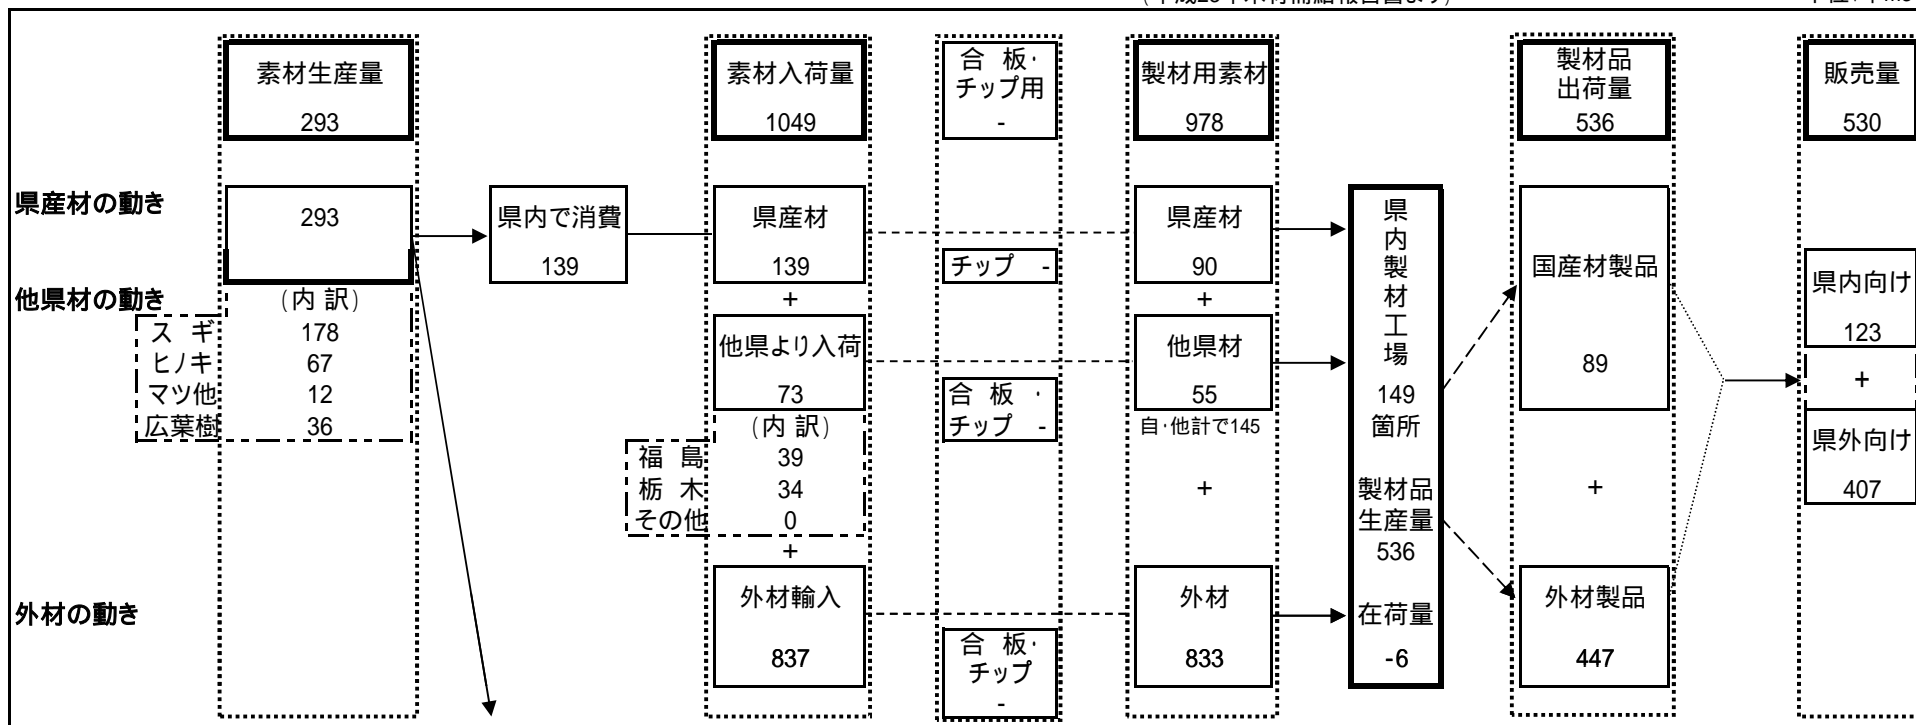 素材生産量
293
素材入荷量
1049
合 板・
チップ用
-
製材用素材
978
製材品
出荷量
536
販売量
530
県産材の動き
293
県内で消費
139
県産材
139
チップ -
県産材
90
県内製材工場
149
箇所
製材品
生産量
536
在荷量
-6
国産材製品
89
県内向け
123
+
県外向け
407
他県材の動き
(内 訳)
ス ギ 178
ヒノキ 67
マツ他 12
広葉樹 36
+
他県より入荷
73
(内 訳)
福 島 39
栃 木 34
その他 0
+
合 板 ・
チップ -
+
他県材
55
自・他計で145
+
+
外材の動き
外材輸入
837
合 板・
チップ
-
外材
833
外材製品
447